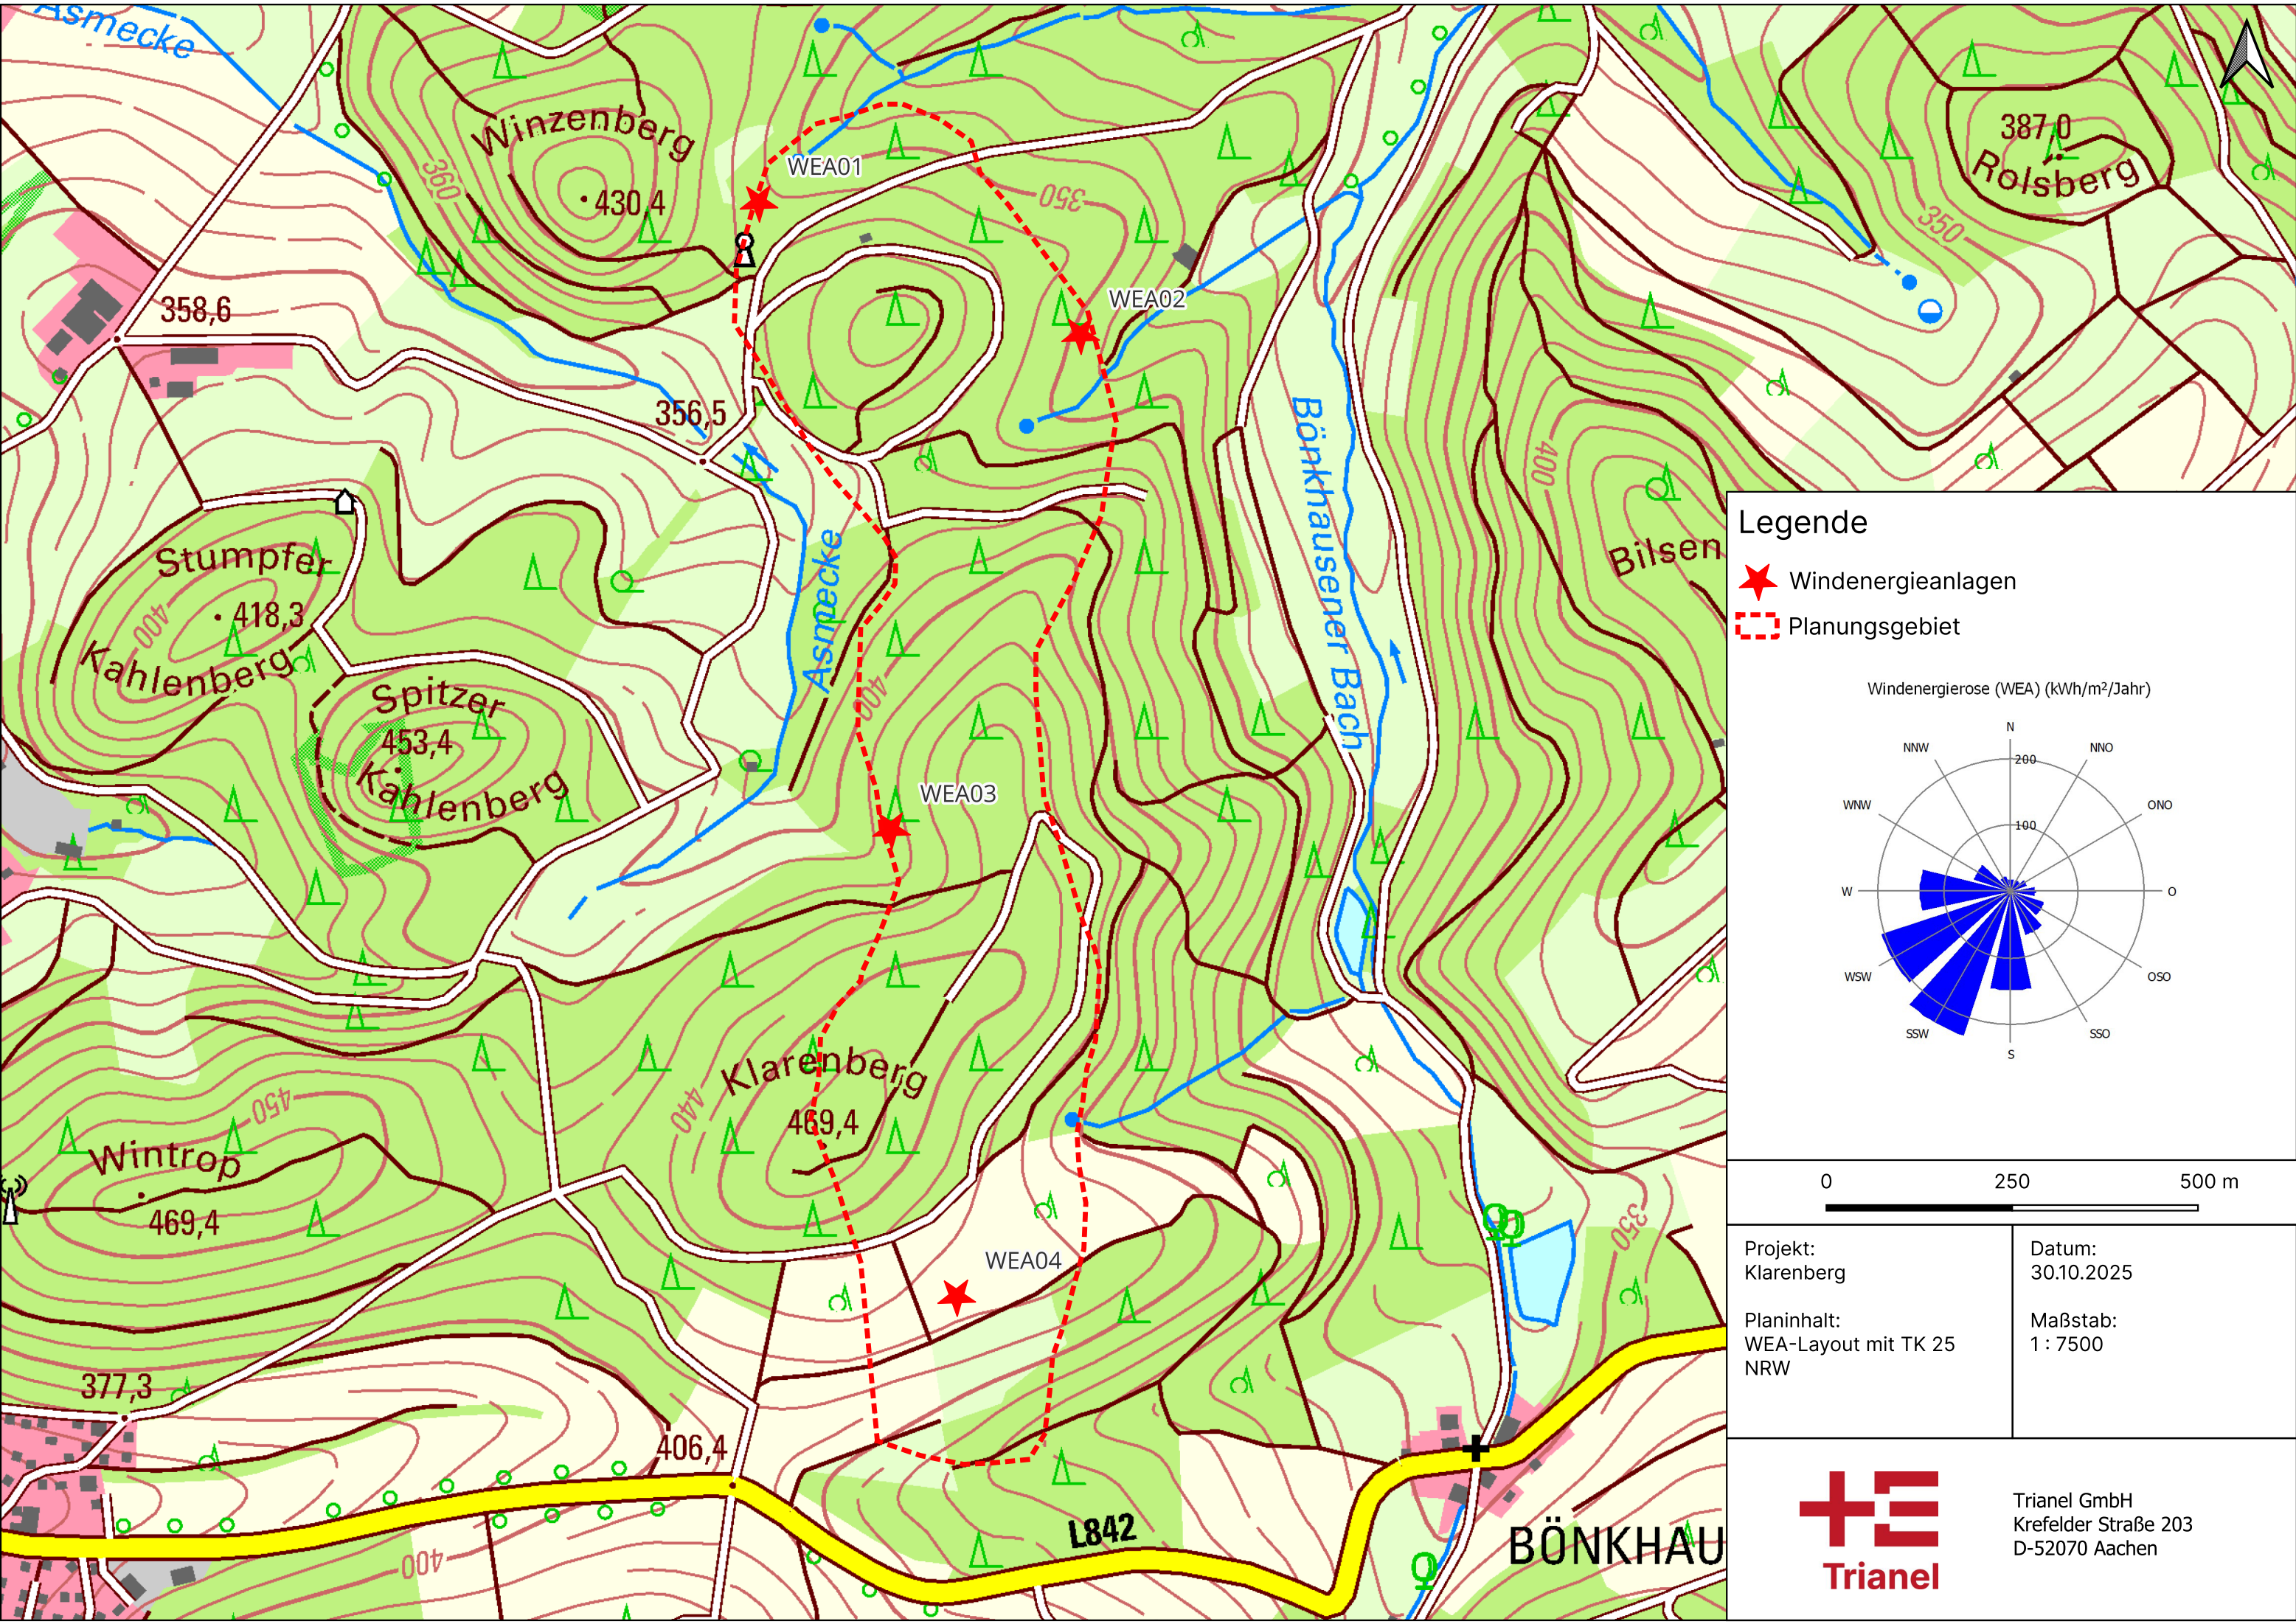 Asmecke
Winzenberg
430,4
360
WEA01
350
WEA02
387,0
Rolsberg
350
358,6
356,5
Stumpfer
418,3
400
Kahlenberg
Spitzer
453,4
Kahlenberg
Asmecke
400
Bönkhausener Bach
400
Bilsen
WEA03
Klarenberg
469,4
440
450
Wintrop
469,4
WEA04
350
377,3
406,4
400
L842
BÖNKHAU
Legende
Windenergieanlagen
Planungsgebiet
Windenergierose (WEA) (kWh/m²/Jahr)
N
NNW
NNO
200
WNW
ONO
100
W
O
WSW
OSO
SSW
SSO
S
0 250 500 m
Projekt:
Klarenberg
Planinhalt:
WEA-Layout mit TK 25
NRW
Datum:
30.10.2025
Maßstab:
1 : 7500
Trianel
Trianel GmbH
Krefelder Straße 203
D-52070 Aachen